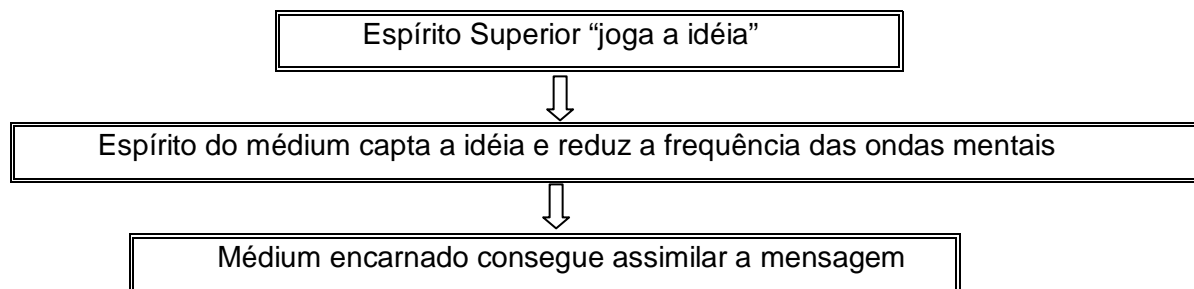 Espírito Superior “joga a idéia”
Espírito do médium capta a idéia e reduz a frequência das ondas mentais
Médium encarnado consegue assimilar a mensagem